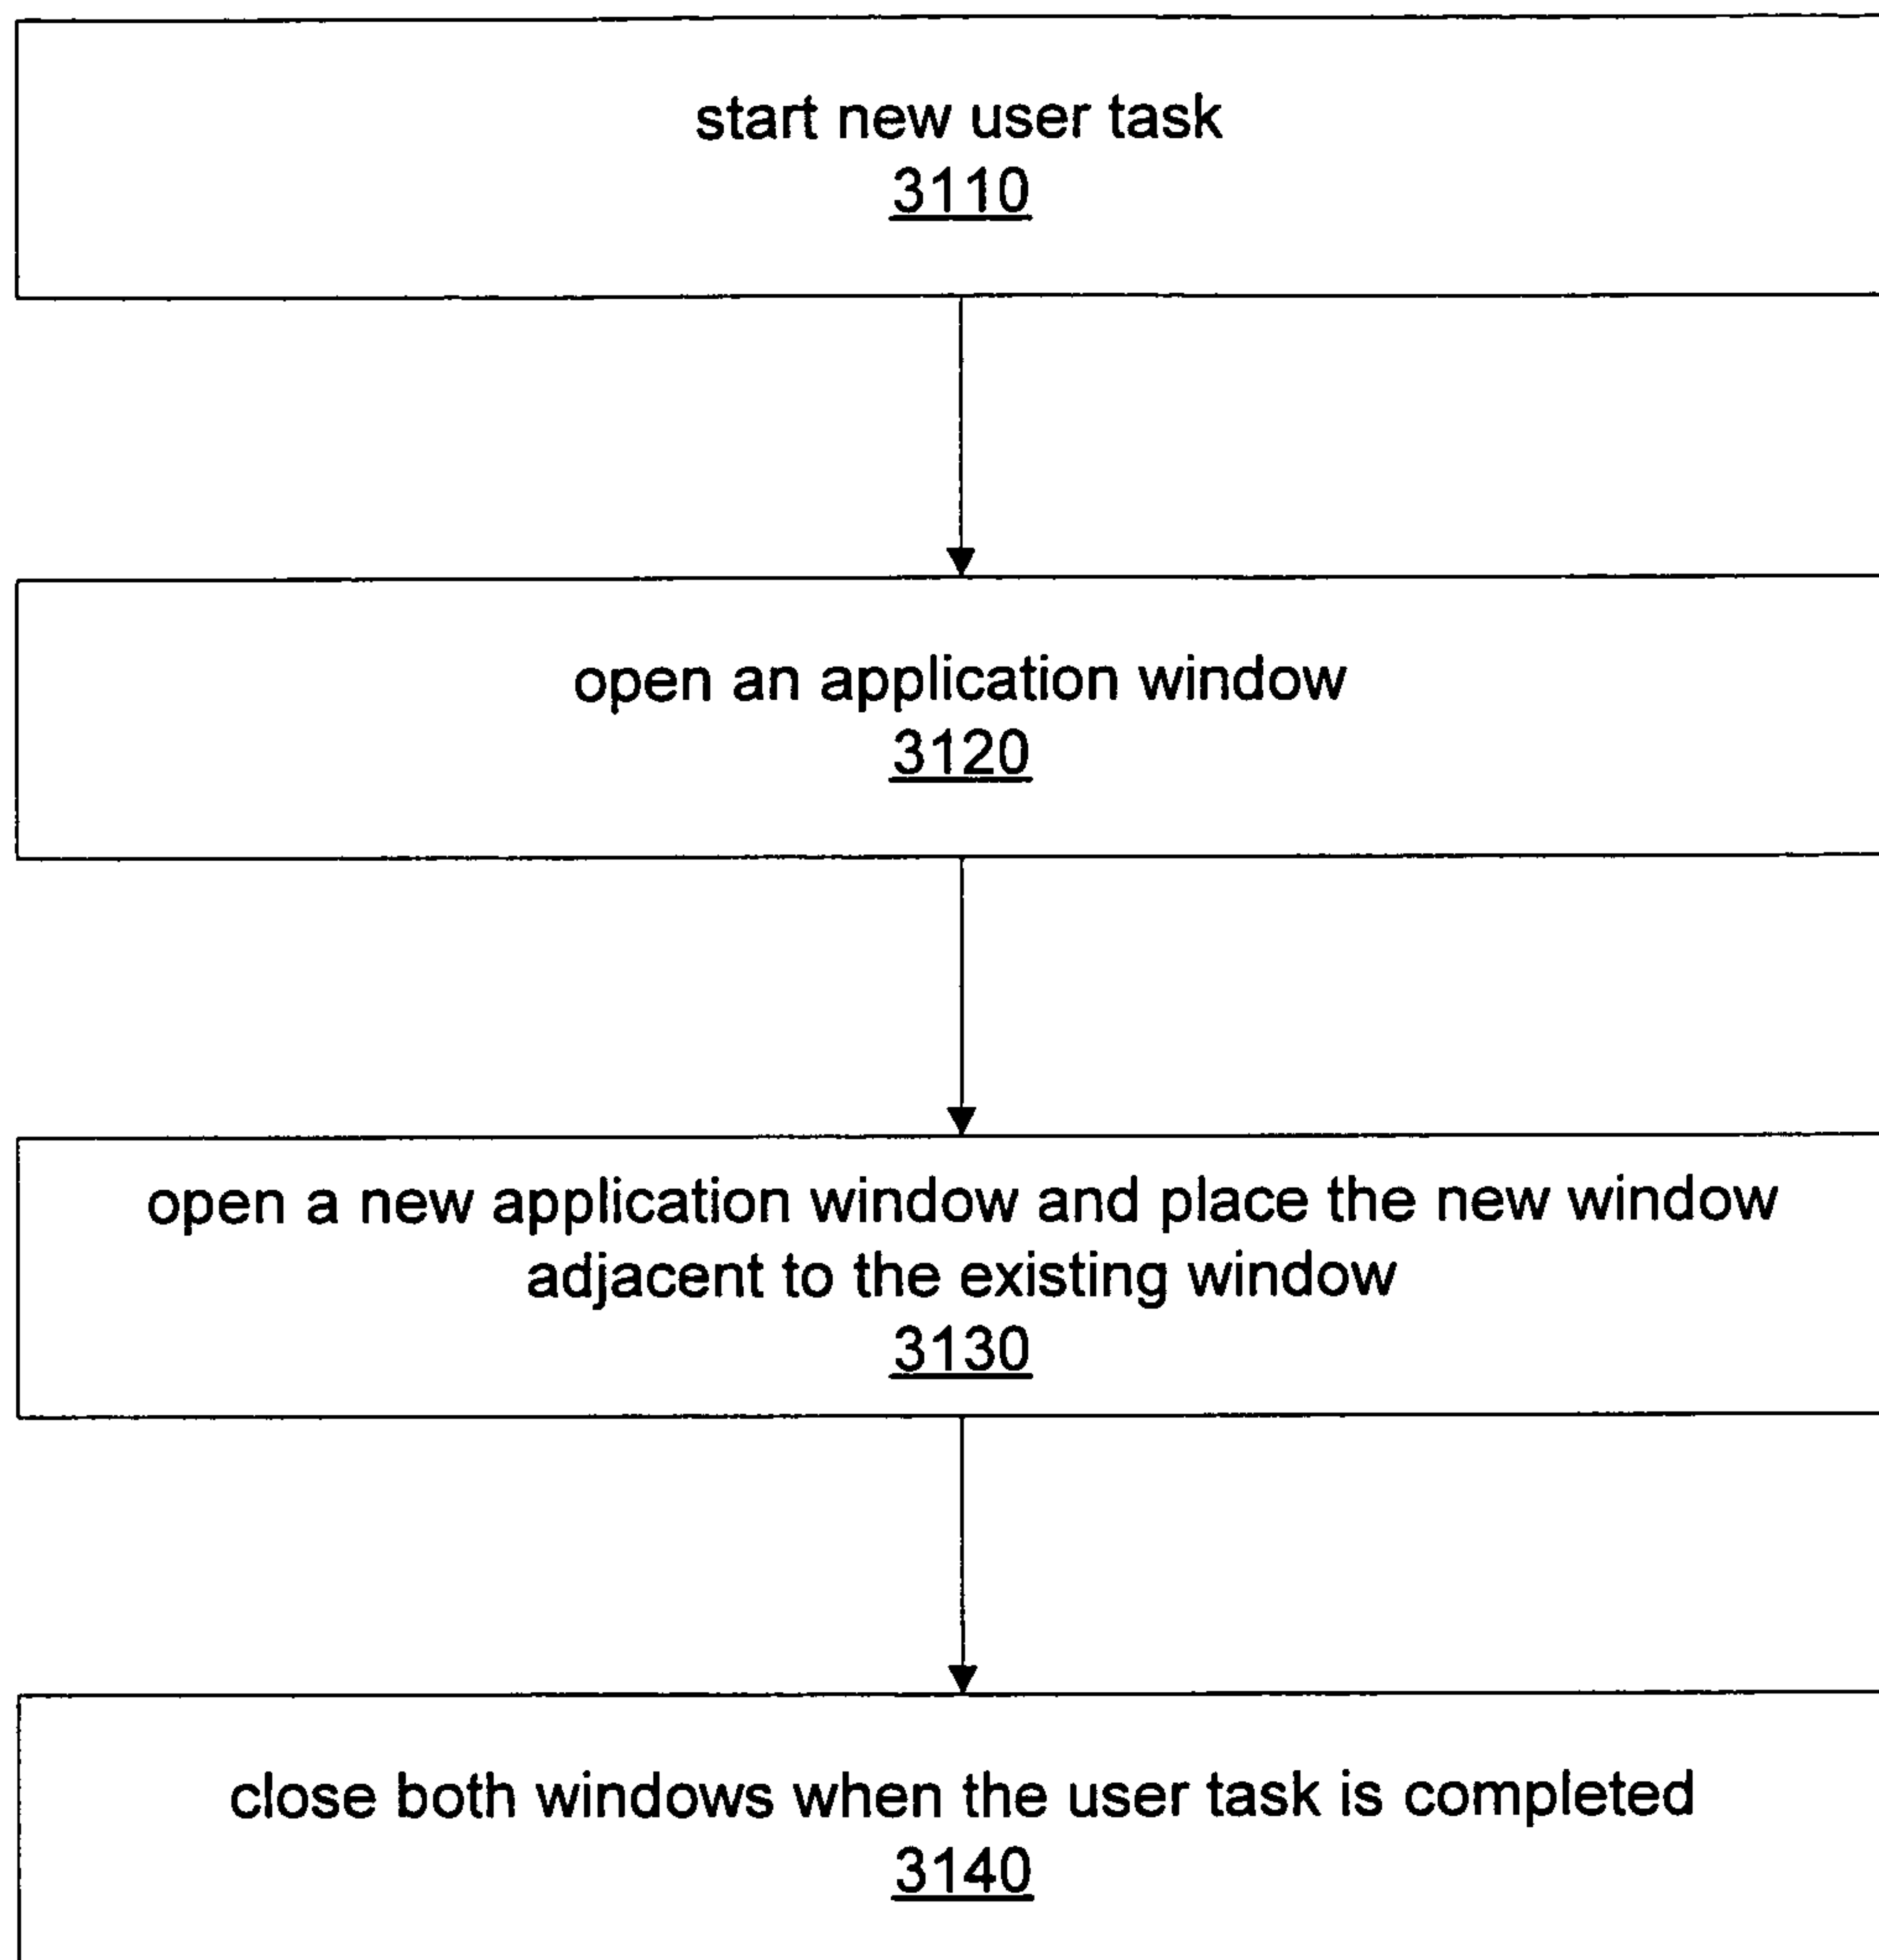 start new user task
3110
open an application window
3120
open a new application window and place the new window
adjacent to the existing window
3130
close both windows when the user task is completed
3140